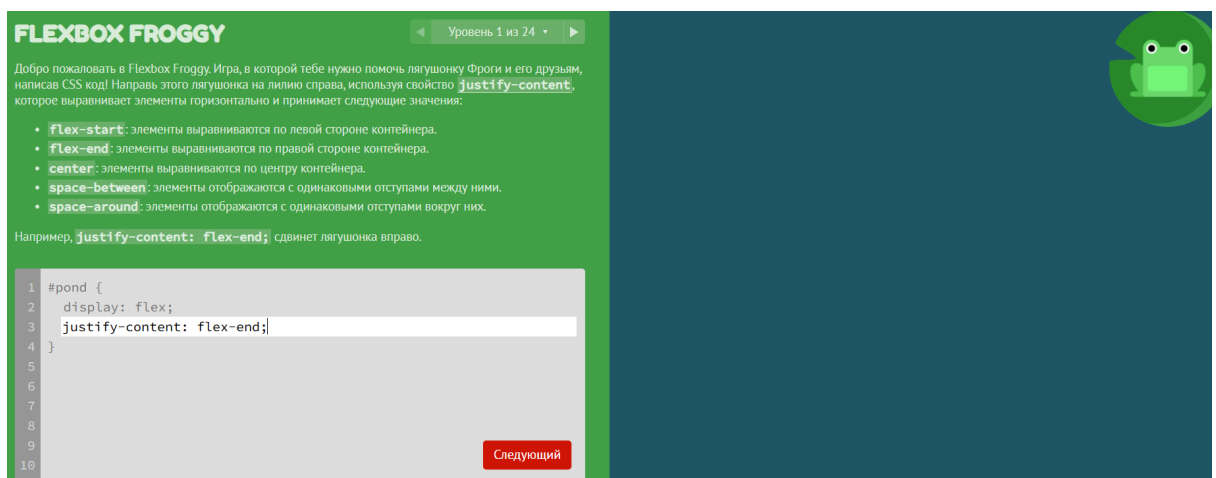 FLEXBOX FROGGY
◀ Уровень 1 из 24 ▼ ▶
Добро пожаловать в Flexbox Froggy. Игра, в которой тебе нужно помочь лягушонку Фроги и его друзьям,
написав CSS код! Направь этого лягушонка на лилию справа, используя свойство justify-content,
которое выравнивает элементы горизонтально и принимает следующие значения:
• flex-start: элементы выравниваются по левой стороне контейнера.
• flex-end: элементы выравниваются по правой стороне контейнера.
• center: элементы выравниваются по центру контейнера.
• space-between: элементы отображаются с одинаковыми отступами между ними.
• space-around: элементы отображаются с одинаковыми отступами вокруг них.
Например, justify-content: flex-end; сдвинет лягушонка вправо.
1 #pond {
2 display: flex;
3 justify-content: flex-end;
4 }
5
6
7
8
9
10
Следующий